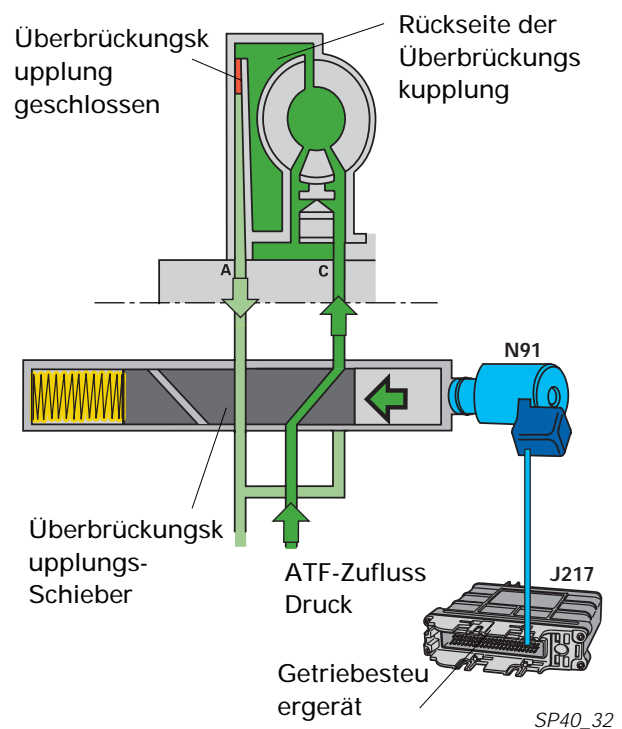 Überbrückungsk
upplung
geschlossen
Rückseite der
Überbrückungs
kupplung
A
C
N91
Überbrückungsk
upplungs-
Schieber
ATF-Zufluss
Druck
J217
Getriebesteu
ergerät
SP40_32